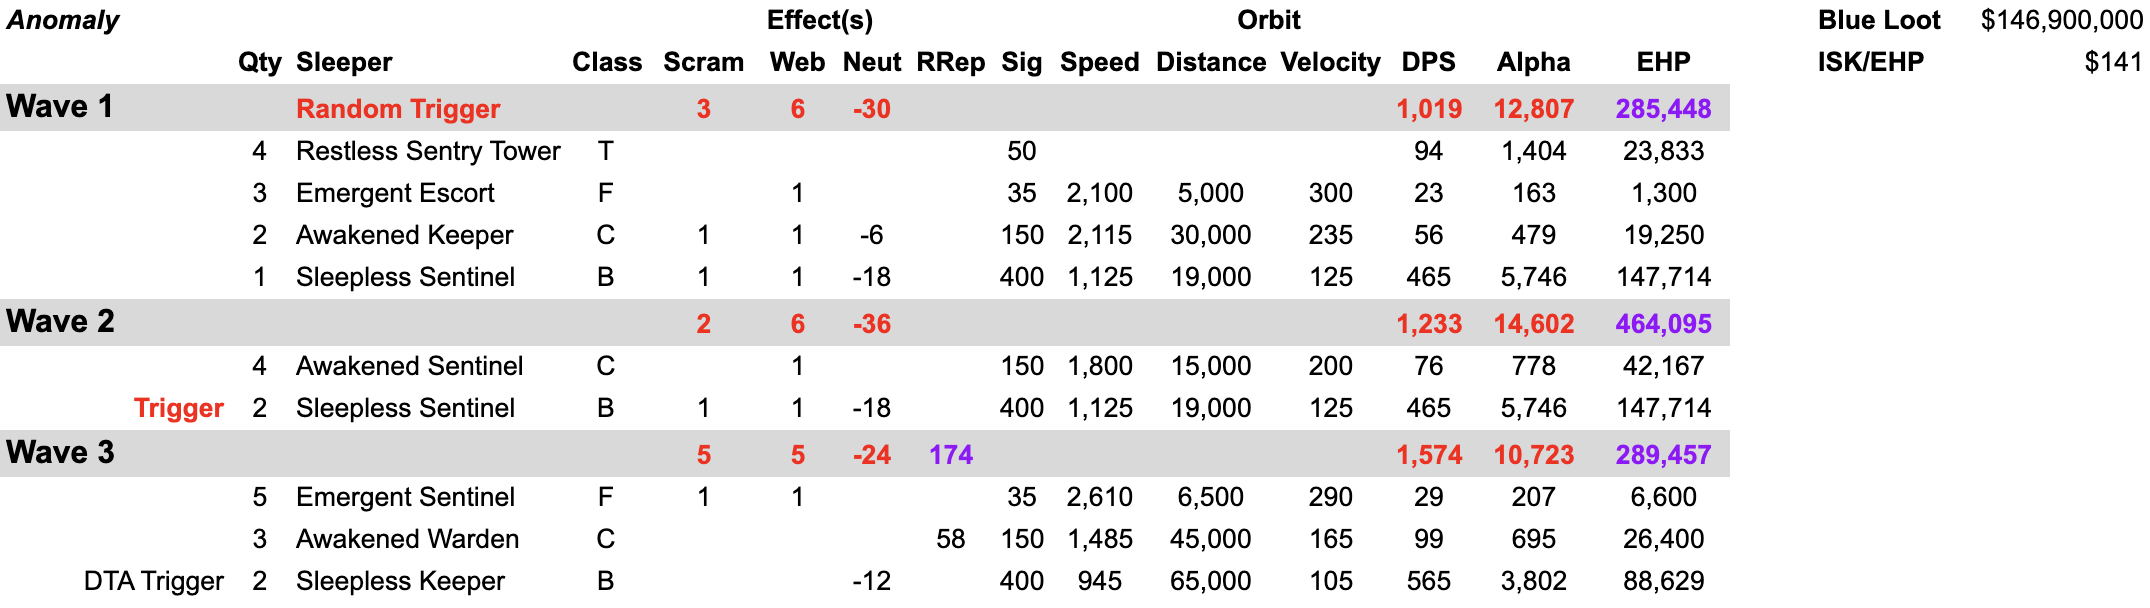 Anomaly Effect(s) Orbit Blue Loot $146,900,000
Qty Sleeper Class Scram Web Neut RRep Sig Speed Distance Velocity DPS Alpha EHP ISK/EHP $141
Wave 1 Random Trigger 3 6 -30 1,019 12,807 285,448
4 Restless Sentry Tower T 50 94 1,404 23,833
3 Emergent Escort F 1 35 2,100 5,000 300 23 163 1,300
2 Awakened Keeper C 1 1 -6 150 2,115 30,000 235 56 479 19,250
1 Sleepless Sentinel B 1 1 -18 400 1,125 19,000 125 465 5,746 147,714
Wave 2 2 6 -36 1,233 14,602 464,095
4 Awakened Sentinel C 1 150 1,800 15,000 200 76 778 42,167
Trigger 2 Sleepless Sentinel B 1 1 -18 400 1,125 19,000 125 465 5,746 147,714
Wave 3 5 5 -24 174 1,574 10,723 289,457
5 Emergent Sentinel F 1 1 35 2,610 6,500 290 29 207 6,600
3 Awakened Warden C 58 150 1,485 45,000 165 99 695 26,400
DTA Trigger 2 Sleepless Keeper B -12 400 945 65,000 105 565 3,802 88,629